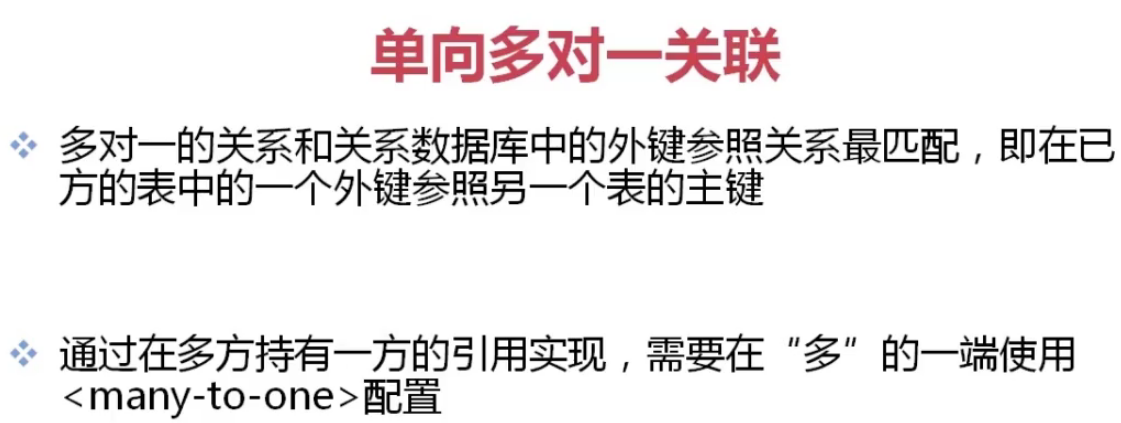 单向多对一关联
多对一的关系和关系数据库中的外键参照关系最匹配，即在已
方的表中的一个外键参照另一个表的主键
通过在多方持有一方的引用实现，需要在“多”的一端使用
<many-to-one>配置